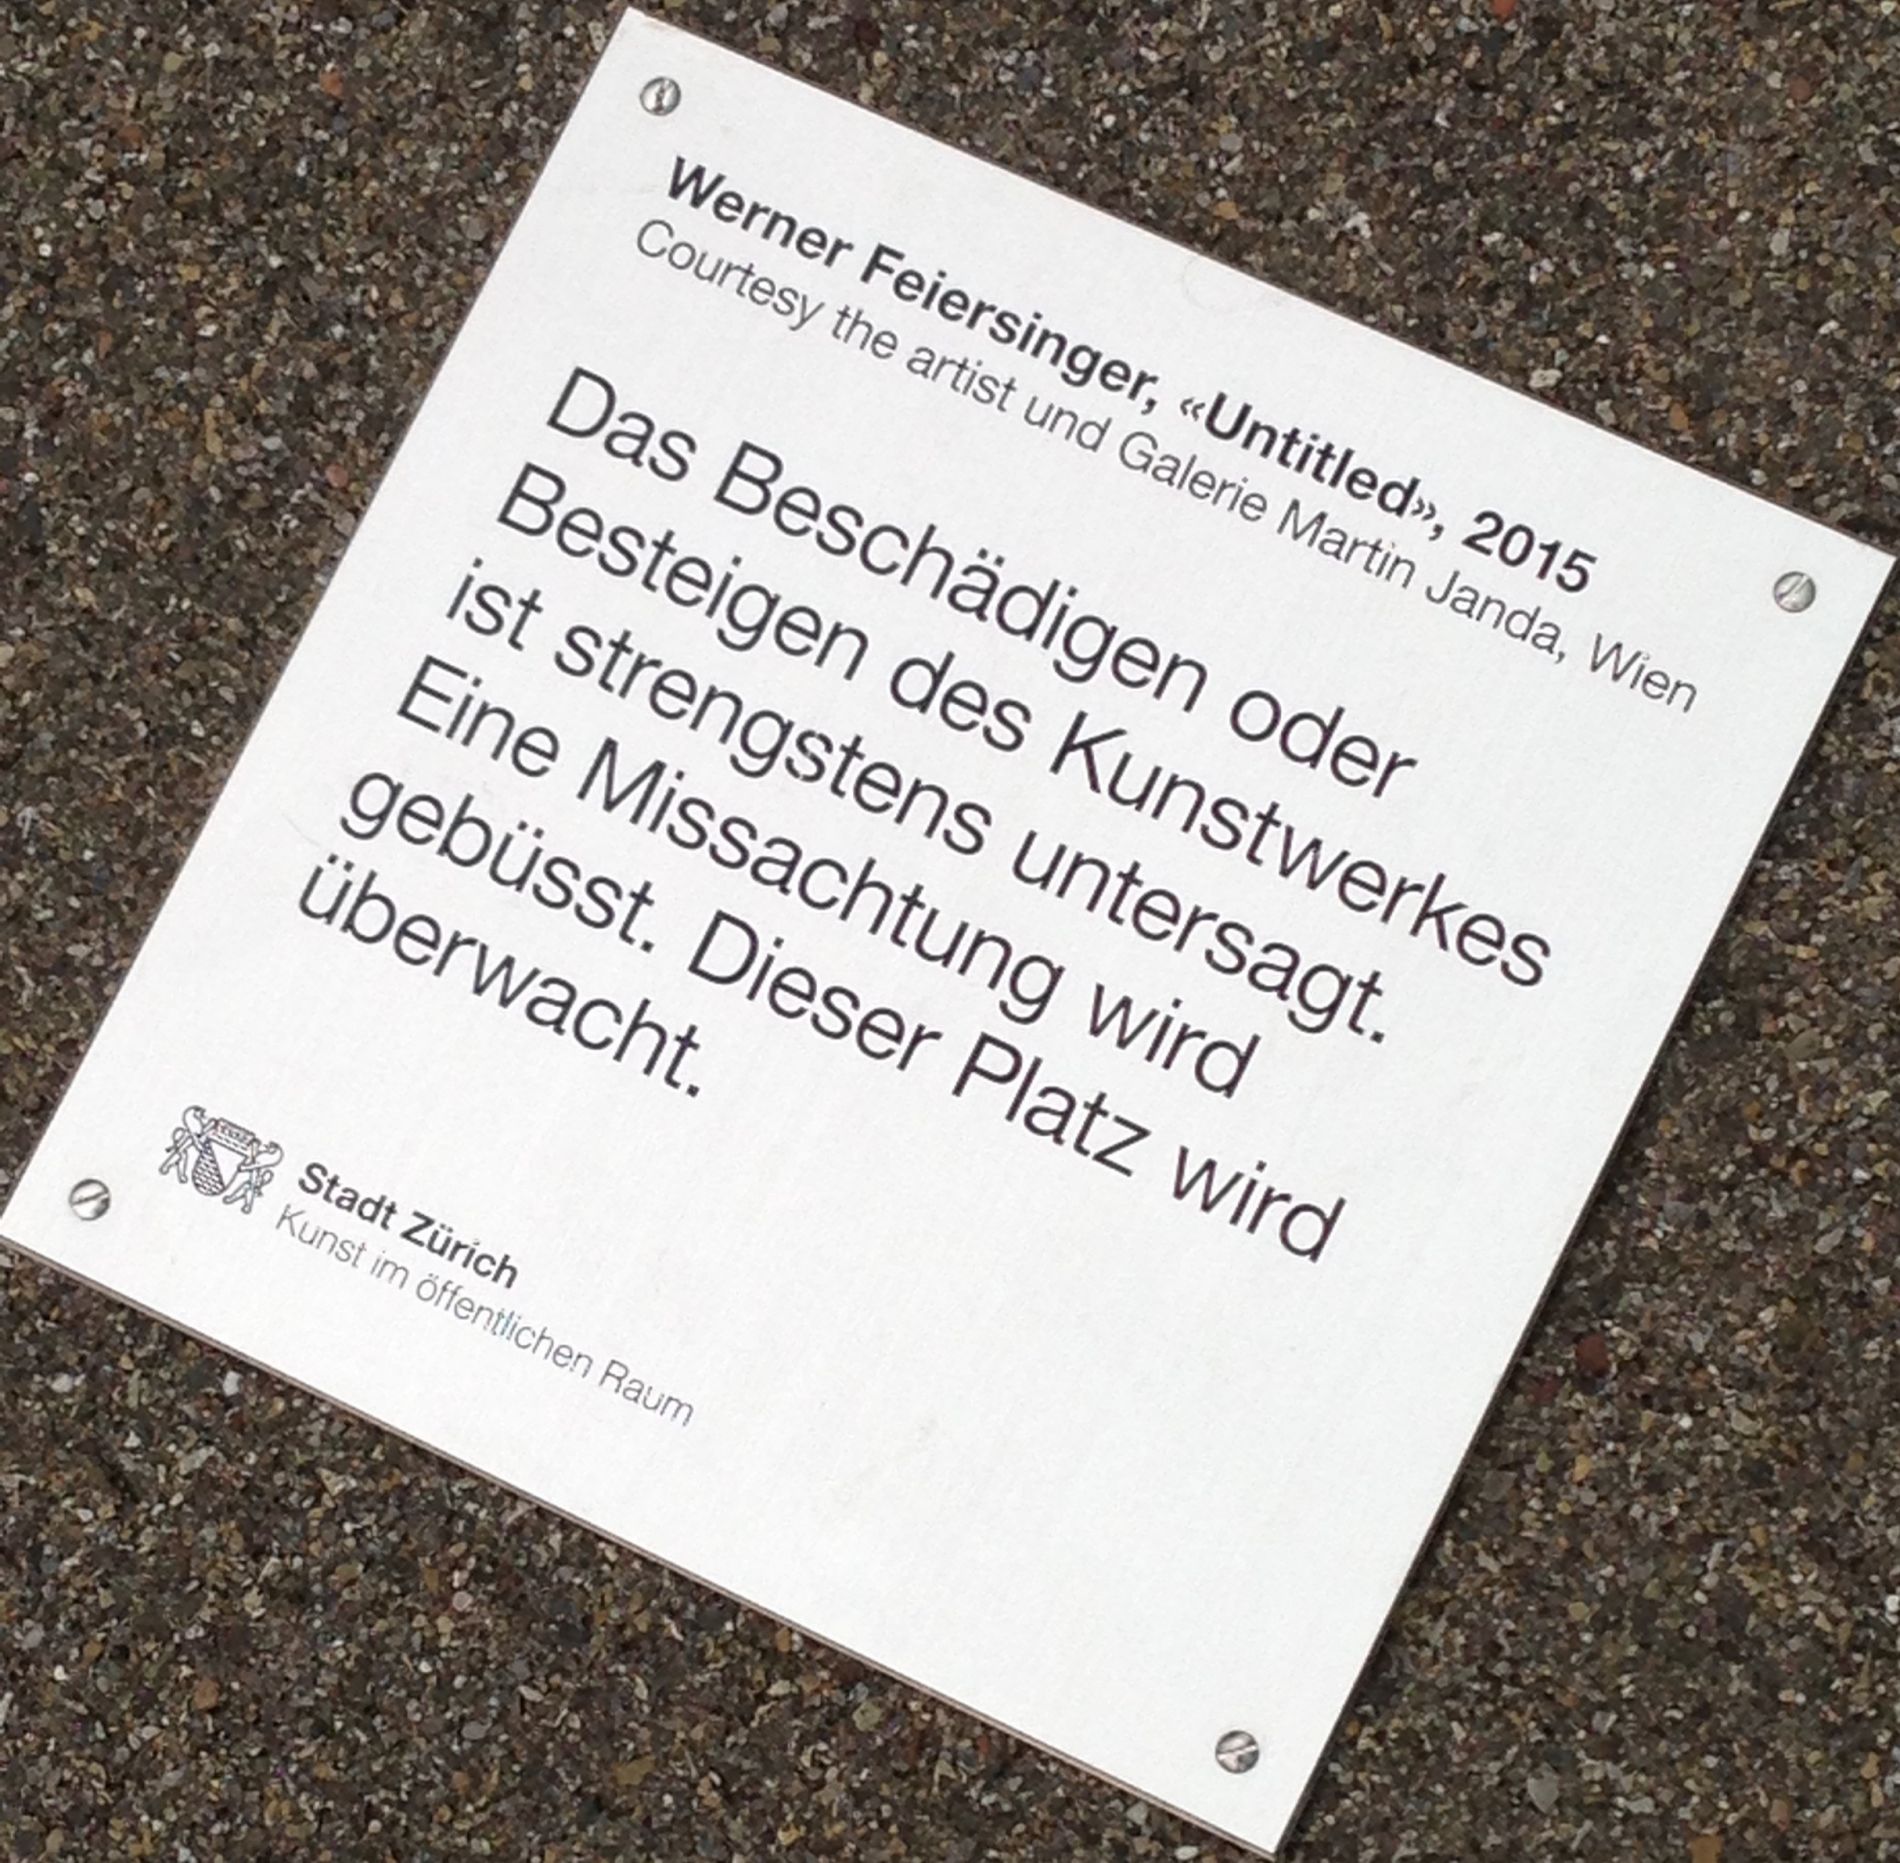 Werner Feiersinger, «Untitled», 2015
Courtesy the artist und Galerie Martin Janda, Wien
Das Beschädigen oder
Besteigen des Kunstwerkes
ist strengstens untersagt.
Eine Missachtung wird
gebüsst. Dieser Platz wird
überwacht.
Stadt Zürich
Kunst im öffentlichen Raum